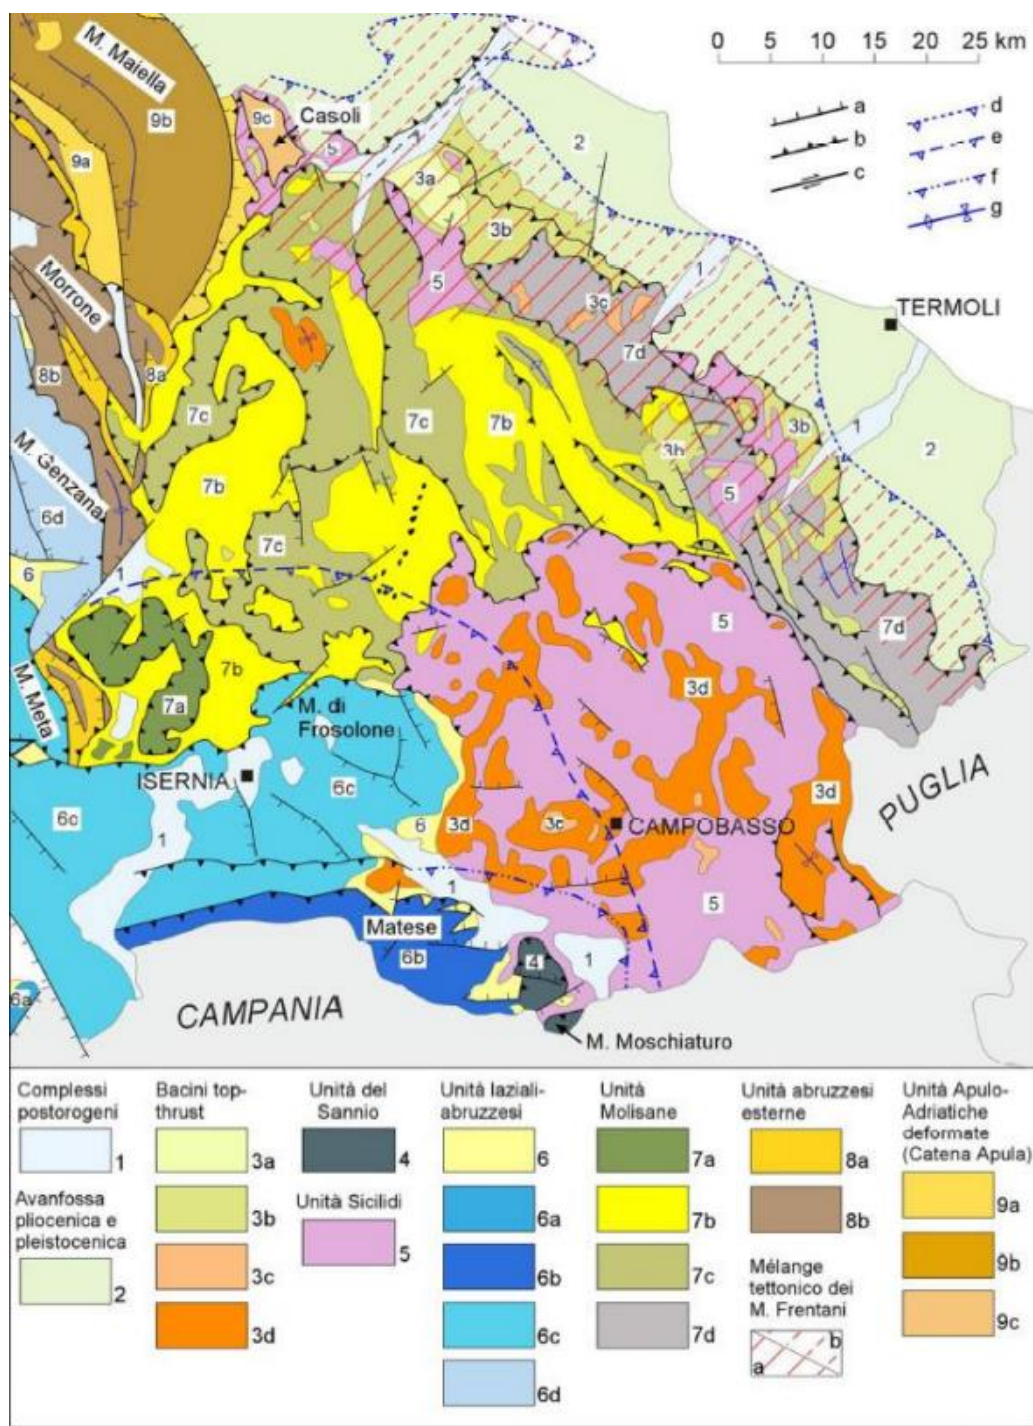 M. Maiella
9b
9a
9c
Casoli
5
1
2
3a
3b
0 5 10 15 20 25 km
a
b
c
d
e
f
g
Morrone
5
3c
1
TERMOLI
7d
8b
8a
7c
7c
7b
3b
3b
1
2
M. Genzana
7b
5
6d
7c
6
1
5
7d
M. Meta
7b
7a
3d
M. di
Frosolone
ISERNIA
6c
6c
1
6
3d
3c
CAMPOBASSO
3d
PUGLIA
1
5
Matese
6b
4
1
6a
CAMPANIA
M. Moschiaturo
Complessi
postorogeni
1
Avanfossa
pliocenica e
pleistocenica
2
Bacini top-
thrust
3a
3b
3c
3d
Unità del
Sannio
4
Unità Sicilidi
5
Unità laziali-
abruzzesi
6
6a
6b
6c
6d
Unità
Molisane
7a
7b
7c
7d
Unità abruzzesi
esterne
8a
8b
Mélange
tettonico dei
M. Frentani
a
b
Unità Apulo-
Adriatiche
deformate
(Catena Apula)
9a
9b
9c